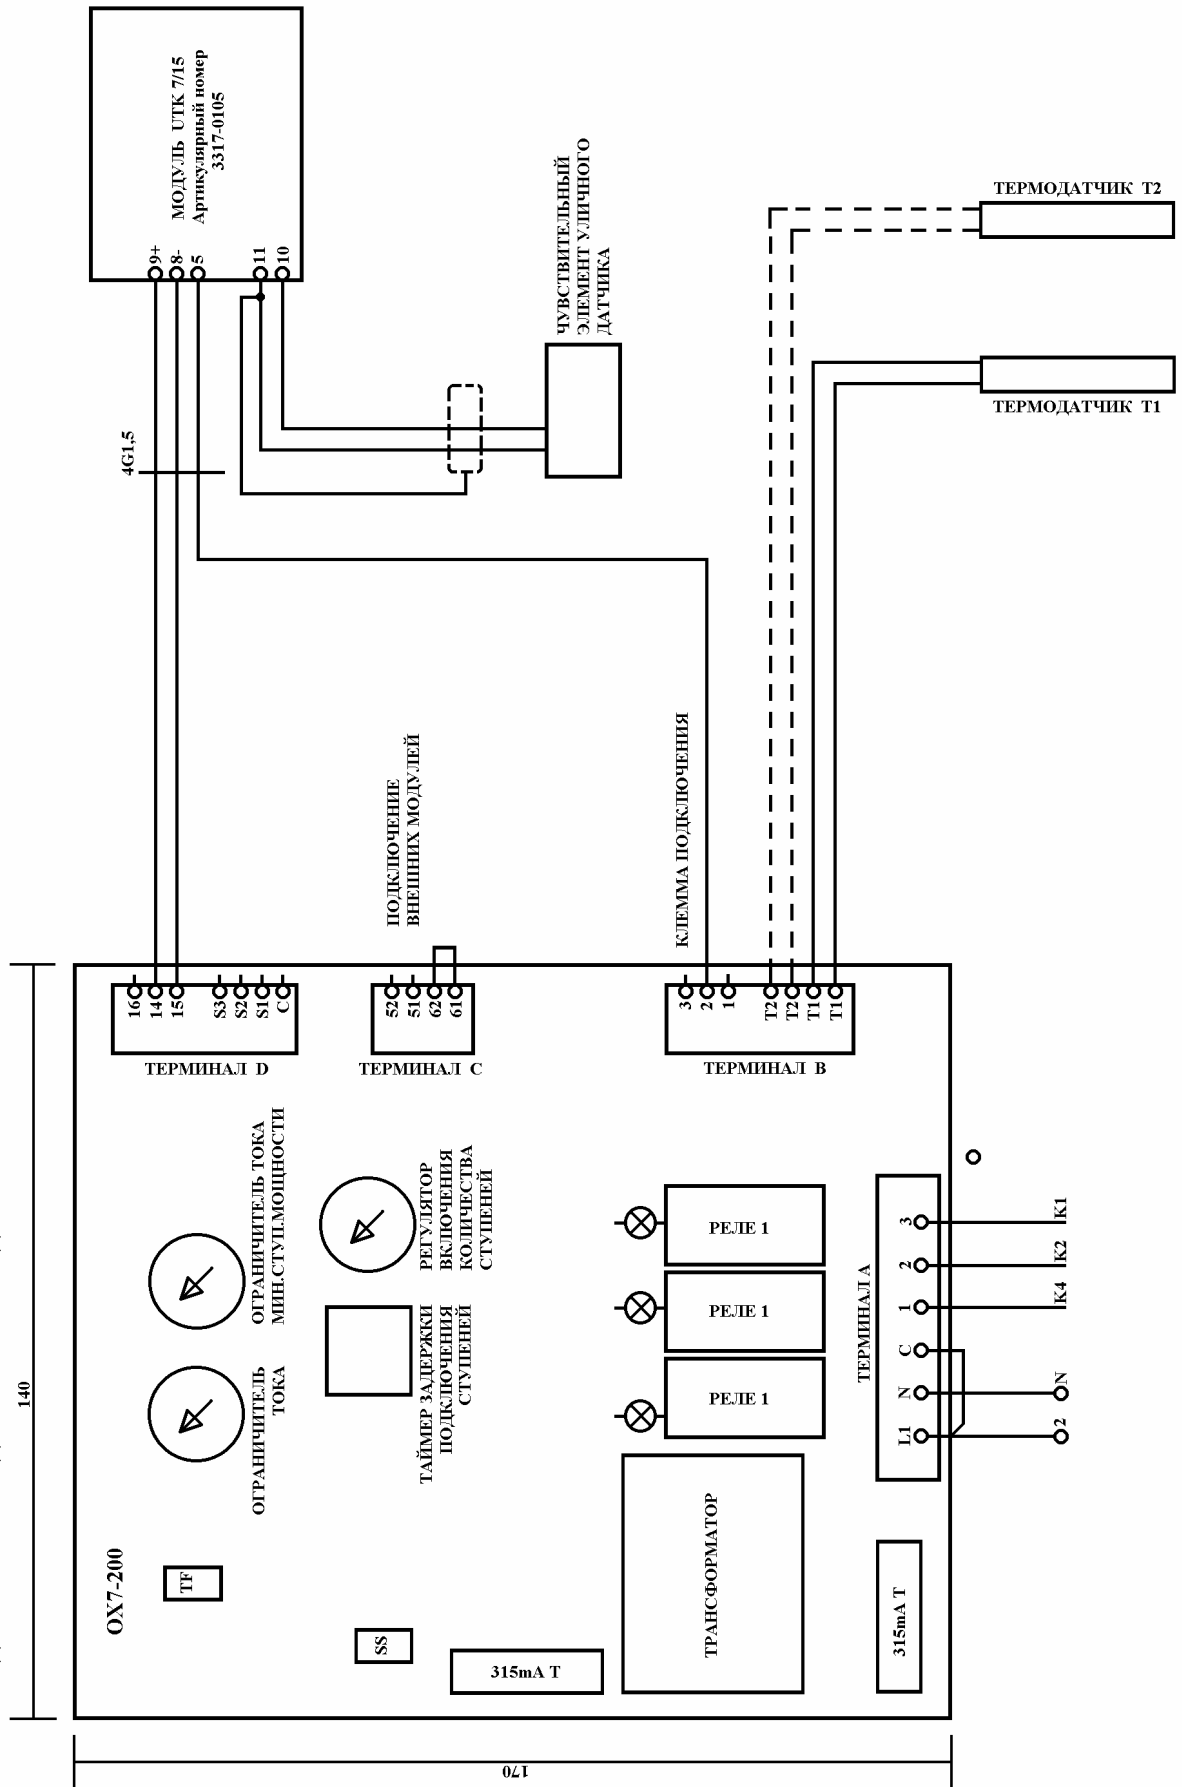 МОДУЛЬ UTK 7/15
Артикулярный номер
3317-0105
9+
8-
5
11
10
ЧУВСТВИТЕЛЬНЫЙ
ЭЛЕМЕНТ УЛИЧНОГО
ДАТЧИКА
ТЕРМОДАТЧИК T2
ТЕРМОДАТЧИК T1
4G1,5
ПОДКЛЮЧЕНИЕ
ВНЕШНИХ МОДУЛЕЙ
КЛЕММА ПОДКЛЮЧЕНИЯ
16
14
15
S3
S2
S1
C
ТЕРМИНАЛ D
52
51
62
61
ТЕРМИНАЛ C
3
2
1
T2
T2
T1
T1
ТЕРМИНАЛ B
ОГРАНИЧИТЕЛЬ ТОКА
МИН.СТУП.МОЩНОСТИ
РЕГУЛЯТОР
ВКЛЮЧЕНИЯ
КОЛИЧЕСТВА
СТУПЕНЕЙ
ОГРАНИЧИТЕЛЬ
ТОКА
ТАЙМЕР ЗАДЕРЖКИ
ПОДКЛЮЧЕНИЯ
СТУПЕНЕЙ
РЕЛЕ 1
РЕЛЕ 1
РЕЛЕ 1
ТЕРМИНАЛ A
3
2
1
C
N
L1
K1
K2
K4
N
2
ТРАНСФОРМАТОР
OX7-200
TF
SS
315mA T
315mA T
140
170